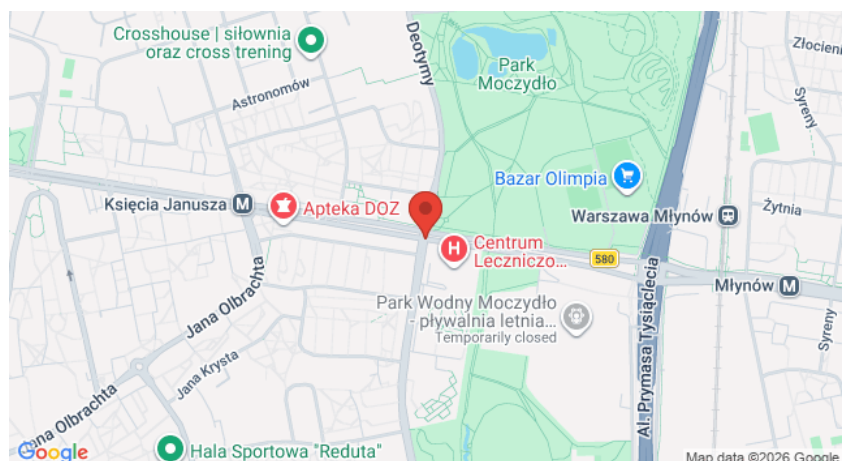 Crosshouse | siłownia
oraz cross trening
Deotymy
Park
Moczydło
Złocieni
Syreny
Astronomów
Bazar Olimpia
Księcia Janusza
M
Apteka DOZ
Warszawa Młynów
Żytnia
H
Centrum
Leczniczo...
580
Młynów
M
Jana Olbrachta
Park Wodny Moczydło
- pływalnia letnia...
Temporarily closed
Al. Prymasa Tysiąclecia
Syreny
Jana Krysta
Jana Olbrachta
Hala Sportowa "Reduta"
Google
Map data ©2026 Google